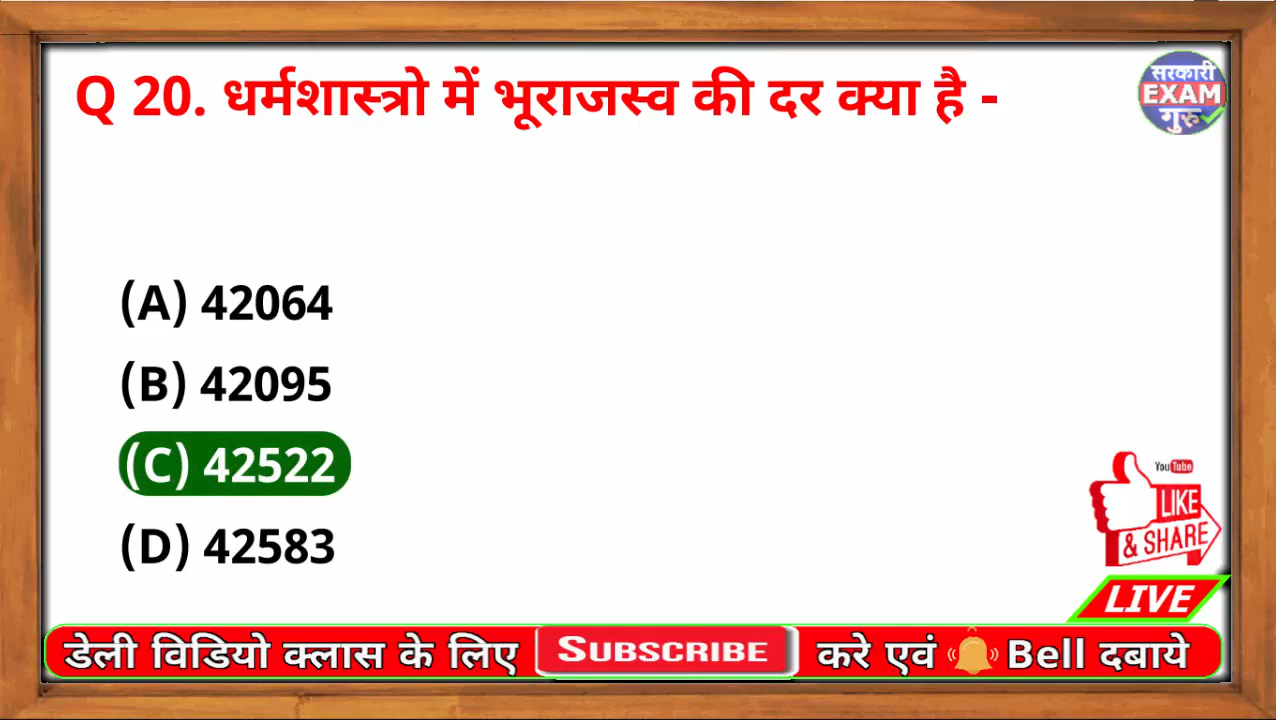 Q 20. धर्मशास्त्रो में भूराजस्व की दर क्या है -
सरकारी
EXAM
गुरु
(A) 42064
(B) 42095
(C) 42522
(D) 42583
YouTube
LIKE
& SHARE
LIVE
डेली विडियो क्लास के लिए SUBSCRIBE करे एवं Bell दबाये